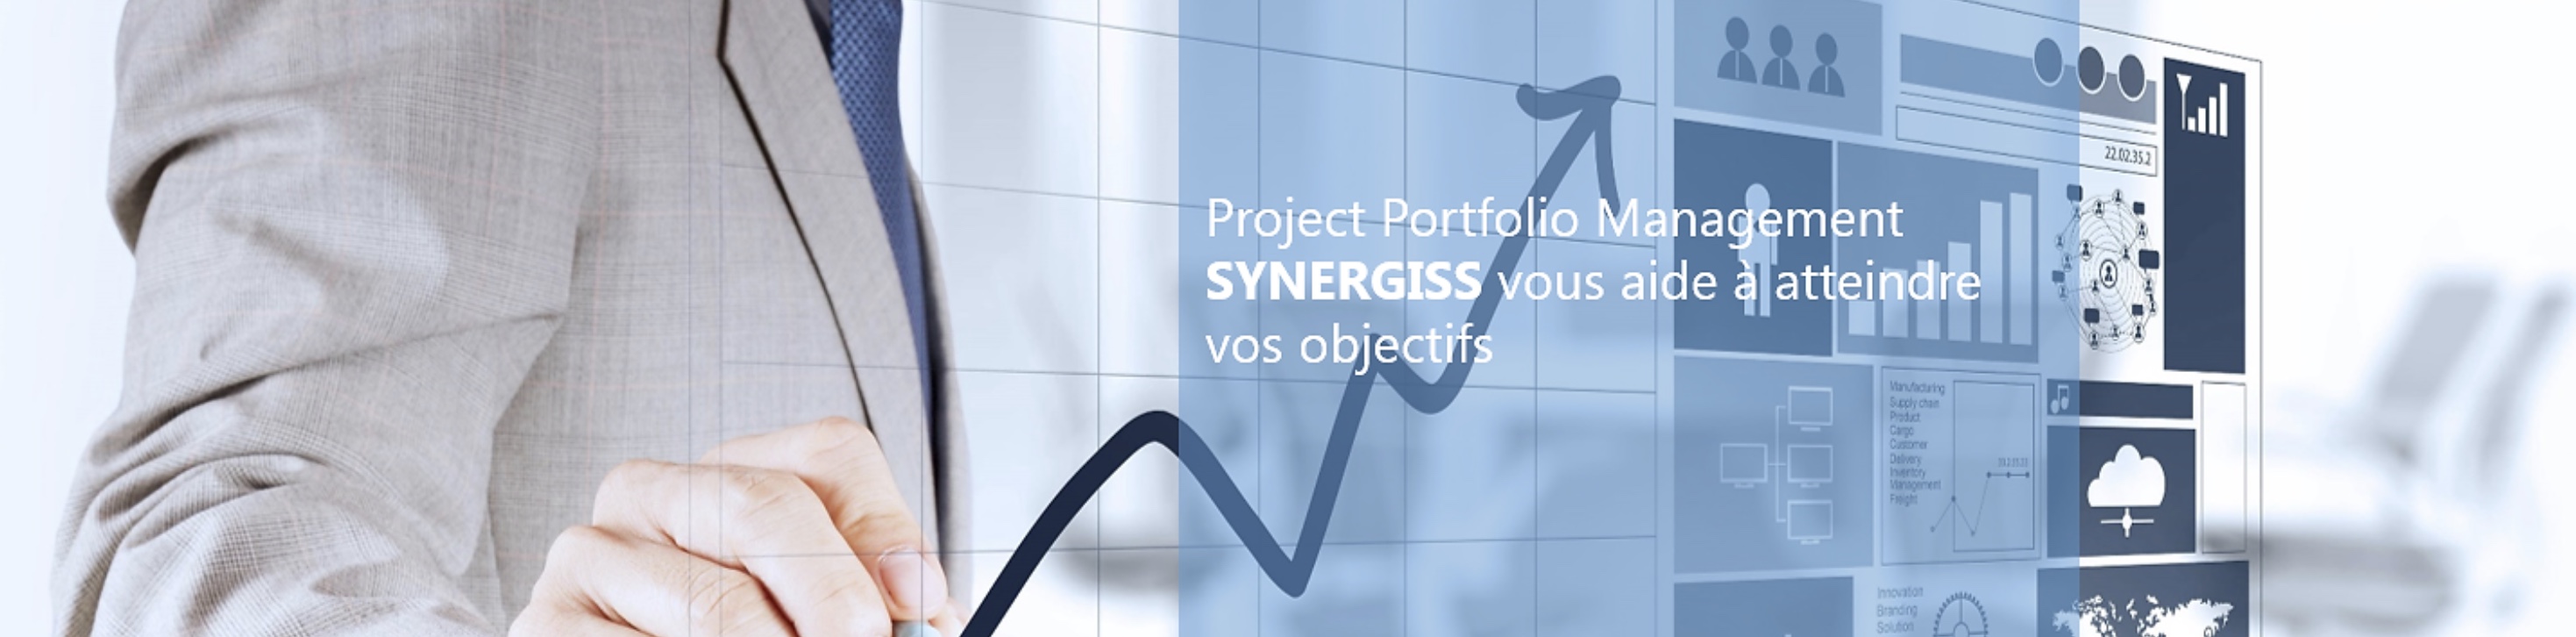 Project Portfolio Management
SYNERGISS vous aide à atteindre
vos objectifs
22.02.35.2
Manufacturing
Supply chain
Product
Cargo
Customer
Delivery
Inventory
Management
Freight
Innovation
Branding
Solution